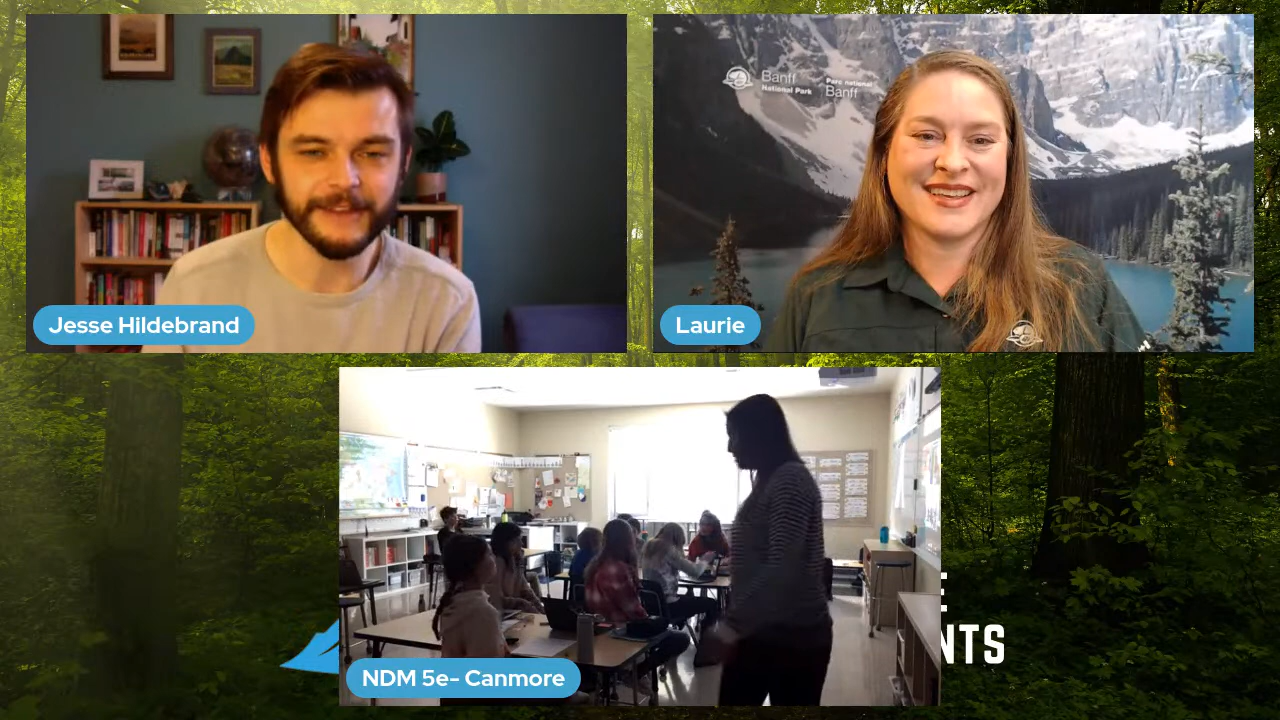 Banff
National Park
Parc national
Banff
Jesse Hildebrand
Laurie
NTS
NDM 5e- Canmore